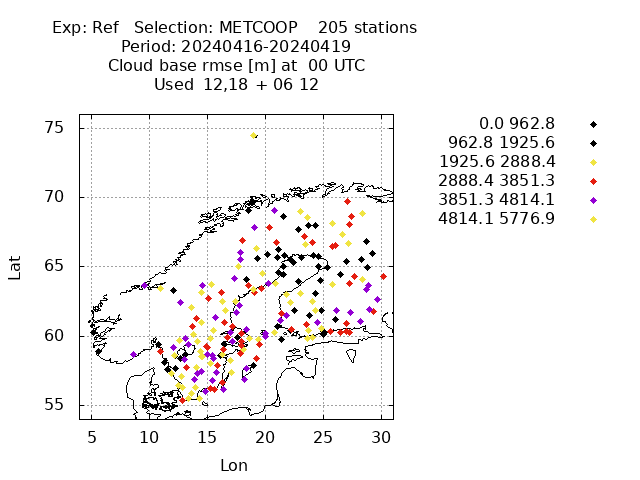 Exp: Ref Selection: METCOOP 205 stations
Period: 20240416-20240419
Cloud base rmse [m] at 00 UTC
Used 12,18 + 06 12
0.0 962.8
962.8 1925.6
1925.6 2888.4
2888.4 3851.3
3851.3 4814.1
4814.1 5776.9
75
70
65
60
55
Lat
5 10 15 20 25 30
Lon